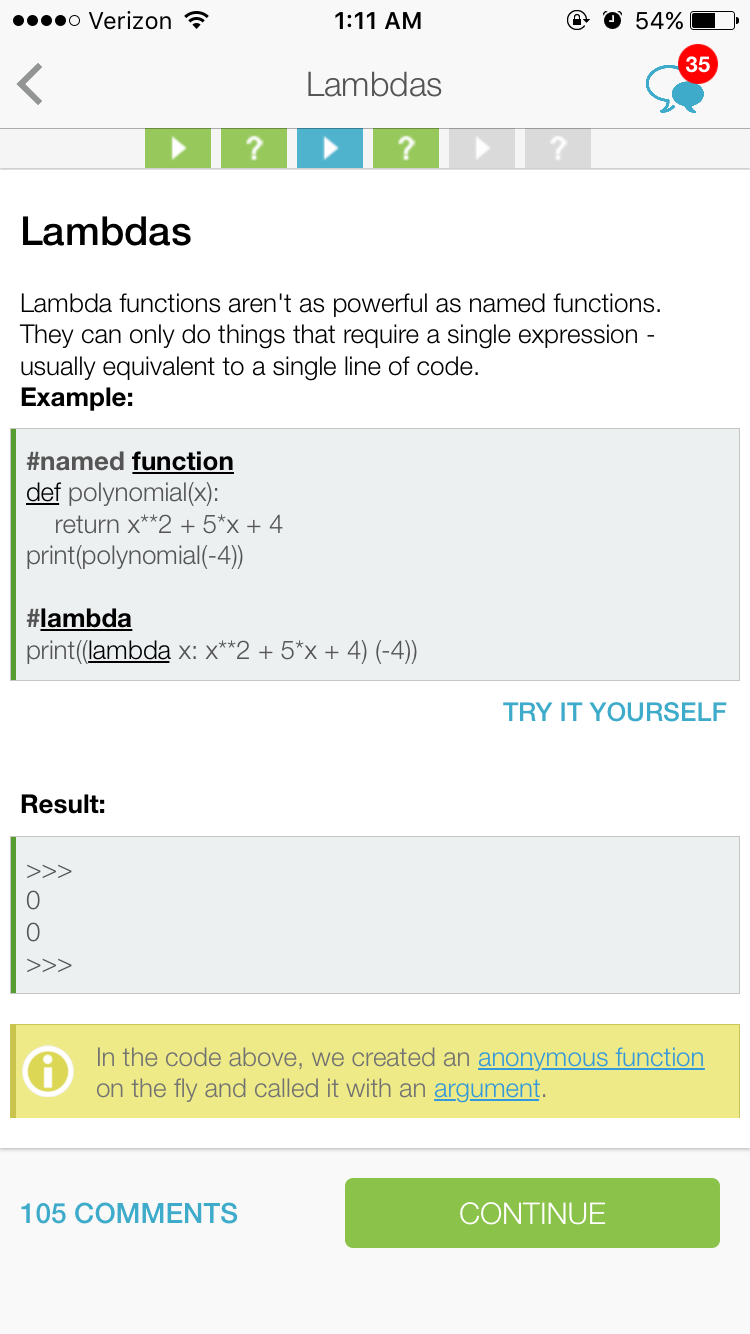 Verizon 1:11 AM 54%
Lambdas 35
? ? ?
Lambdas
Lambda functions aren't as powerful as named functions.
They can only do things that require a single expression -
usually equivalent to a single line of code.
Example:
#named function
def polynomial(x):
    return x**2 + 5*x + 4
print(polynomial(-4))
#lambda
print((lambda x: x**2 + 5*x + 4) (-4))
TRY IT YOURSELF
Result:
>>>
0
0
>>>
In the code above, we created an anonymous function
on the fly and called it with an argument.
105 COMMENTS CONTINUE